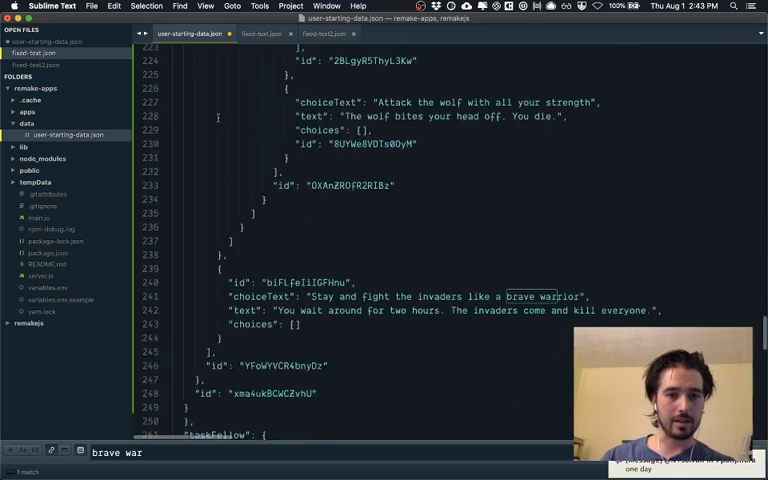 Sublime Text File Edit Selection Find View Goto Tools Project Window Help 100% Thu Aug 1 2:43 PM
user-starting-data.json — remake-apps, remakejs
OPEN FILES
user-starting-data.json
fixed-text.json
fixed-text2.json
fixed-text.json
fixed-text2.json
FOLDERS
remake-apps
.cache
apps
data
user-starting-data.json
lib
node_modules
public
tempData
.gitattributes
.gitignore
main.js
npm-debug.log
package-lock.json
package.json
README.md
server.js
variables.env
variables.env.example
yarn.lock
remakejs
223 ],
224 "id": "2BLgyR5ThyL3Kw"
225 },
226 {
227 "choiceText": "Attack the wolf with all your strength",
228 "text": "The wolf bites your head off. You die.",
229 "choices": [],
230 "id": "8UYWe8VDTs0OyM"
231 }
232 ],
233 "id": "OXAnZROfR2RIBz"
234 }
235 ]
236 }
237 ]
238 },
239 {
240 "id": "biFLfeIiIGFHnu",
241 "choiceText": "Stay and fight the invaders like a brave warrior",
242 "text": "You wait around for two hours. The invaders come and kill everyone.",
243 "choices": []
244 }
245 ],
246 "id": "YFoWYVCR4bnyDz"
247 },
248 "id": "xma4ukBCWCZvhU"
249 }
250 },
251 "taskFellow": {
brave war
1 match
one day